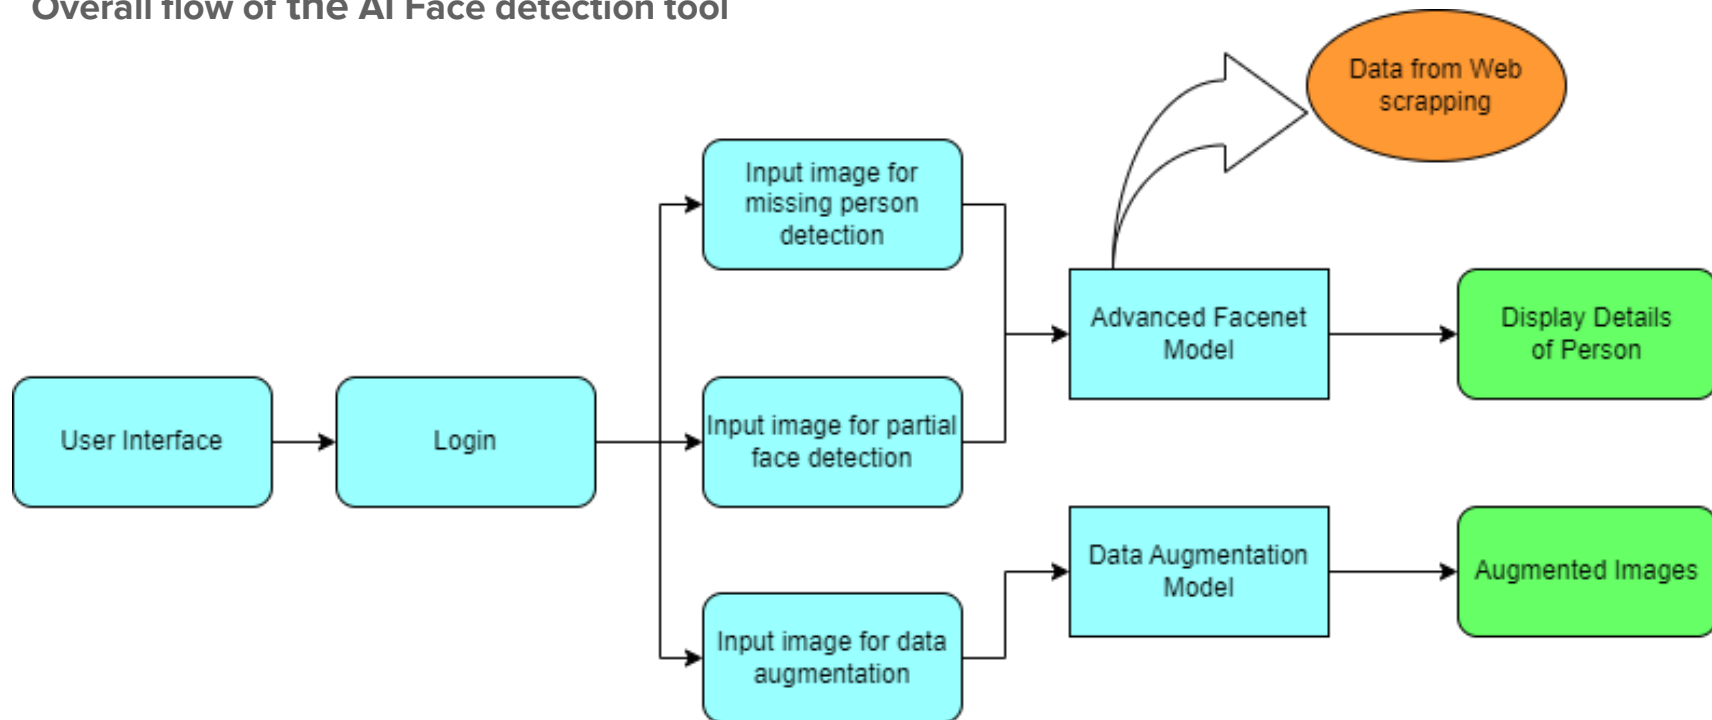 Overall flow of the AI Face detection tool
Data from Web
scrapping
Input image for
missing person
detection
Advanced Facenet
Model
Display Details
of Person
User Interface
Login
Input image for partial
face detection
Data Augmentation
Model
Augmented Images
Input image for data
augmentation